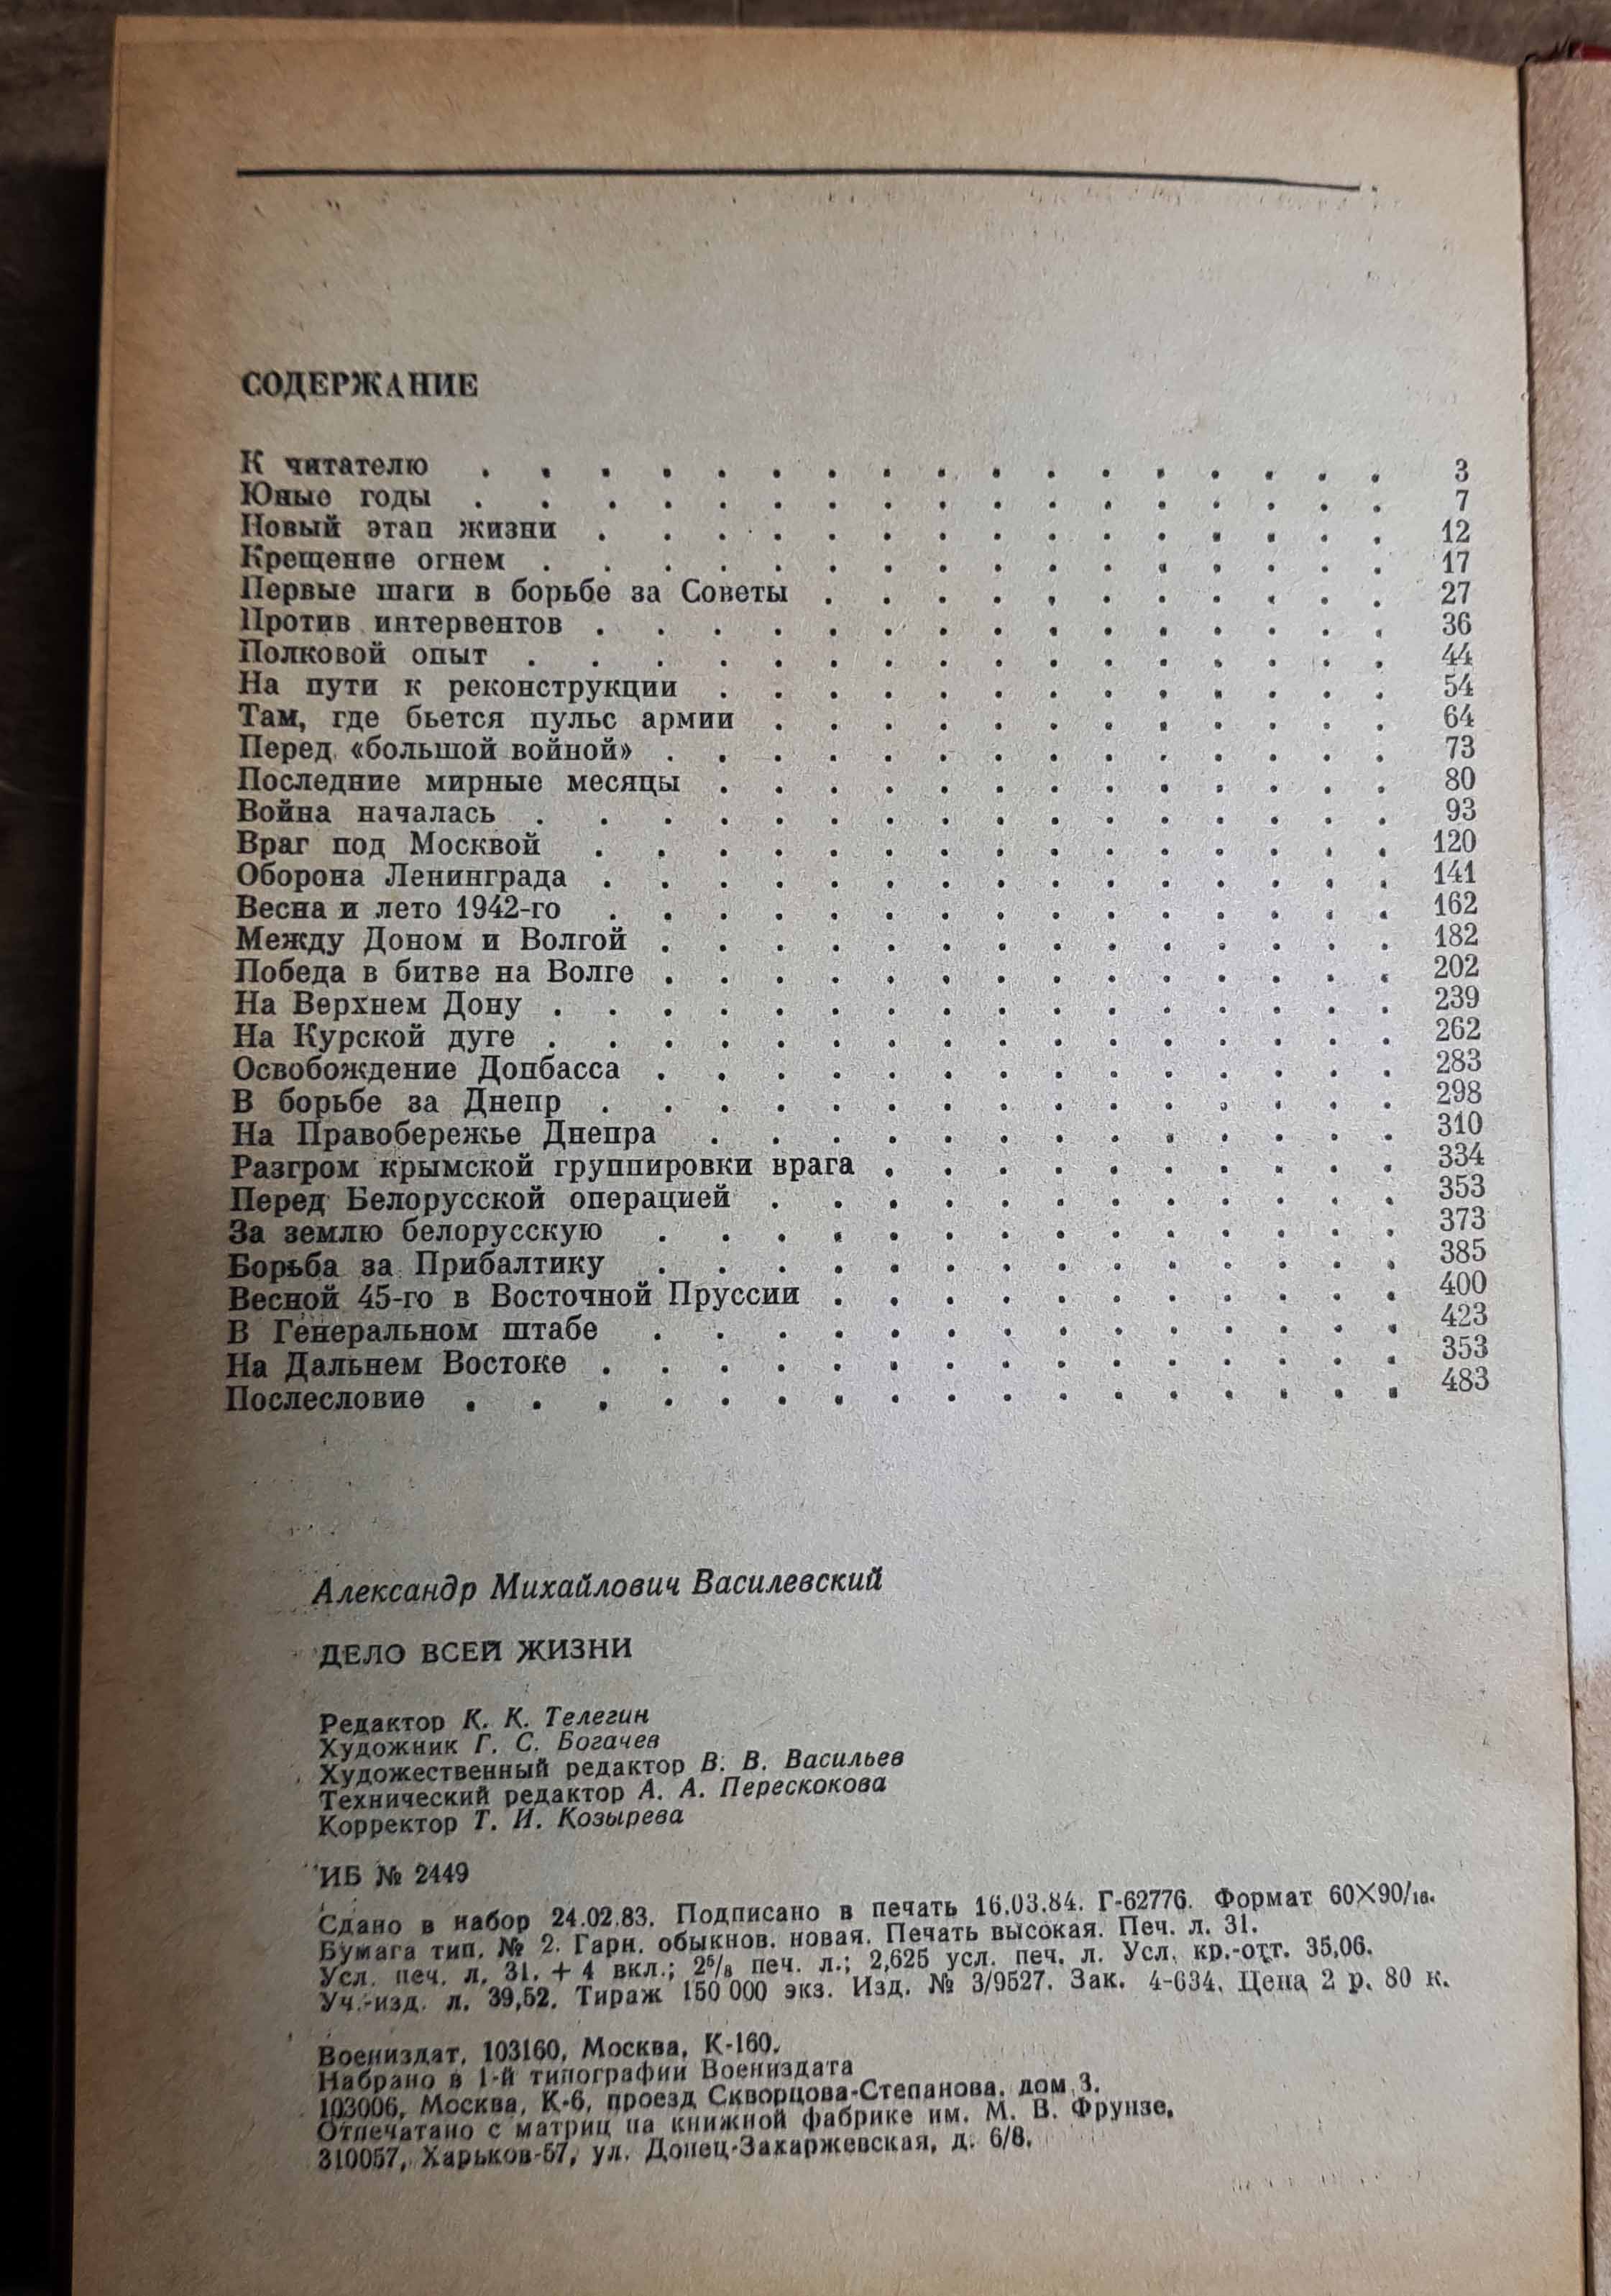 СОДЕРЖАНИЕ
К читателю . . . . . . . . . . . . . . . . . 3
Юные годы . . . . . . . . . . . . . . . . . 7
Новый этап жизни . . . . . . . . . . . . . . . 12
Крещение огнем . . . . . . . . . . . . . . . . 17
Первые шаги в борьбе за Советы . . . . . . . . . . . 27
Против интервентов . . . . . . . . . . . . . . . 36
Полковой опыт . . . . . . . . . . . . . . . . 44
На пути к реконструкции . . . . . . . . . . . . . 54
Там, где бьется пульс армии . . . . . . . . . . . . 64
Перед «большой войной» . . . . . . . . . . . . . . 73
Последние мирные месяцы . . . . . . . . . . . . . 80
Война началась . . . . . . . . . . . . . . . . 93
Враг под Москвой . . . . . . . . . . . . . . . 120
Оборона Ленинграда . . . . . . . . . . . . . . . 141
Весна и лето 1942-го . . . . . . . . . . . . . . . 162
Между Доном и Волгой . . . . . . . . . . . . . . 182
Победа в битве на Волге . . . . . . . . . . . . . . 202
На Верхнем Дону . . . . . . . . . . . . . . . . 239
На Курской дуге . . . . . . . . . . . . . . . . 262
Освобождение Донбасса . . . . . . . . . . . . . . 283
В борьбе за Днепр . . . . . . . . . . . . . . . 298
На Правобережье Днепра . . . . . . . . . . . . . 310
Разгром крымской группировки врага . . . . . . . . . . 334
Перед Белорусской операцией . . . . . . . . . . . . 353
За землю белорусскую . . . . . . . . . . . . . . 373
Борьба за Прибалтику . . . . . . . . . . . . . . 385
Весной 45-го в Восточной Пруссии . . . . . . . . . . . 400
В Генеральном штабе . . . . . . . . . . . . . . 423
На Дальнем Востоке . . . . . . . . . . . . . . . 353
Послесловие . . . . . . . . . . . . . . . . . 483
Александр Михайлович Василевский
ДЕЛО ВСЕЙ ЖИЗНИ
Редактор К. К. Телегин
Художник Г. С. Богачев
Художественный редактор В. В. Васильев
Технический редактор А. А. Перескокова
Корректор Т. И. Козырева
ИБ № 2449
Сдано в набор 24.02.83. Подписано в печать 16.03.84. Г-62776. Формат 60×90/16.
Бумага тип. № 2. Гарн. обыкнов. новая. Печать высокая. Печ. л. 31.
Усл. печ. л. 31. + 4 вкл.; 2⁵/₈ печ. л.; 2,625 усл. печ. л. Усл. кр.-отт. 35,06.
Уч.-изд. л. 39,52. Тираж 150 000 экз. Изд. № 3/9527. Зак. 4-634. Цена 2 р. 80 к.
Воениздат, 103160, Москва, К-160.
Набрано в 1-й типографии Воениздата
103006, Москва, К-6, проезд Скворцова-Степанова, дом 3.
Отпечатано с матриц на книжной фабрике им. М. В. Фрунзе,
310057, Харьков-57, ул. Донец-Захаржевская, д. 6/8.